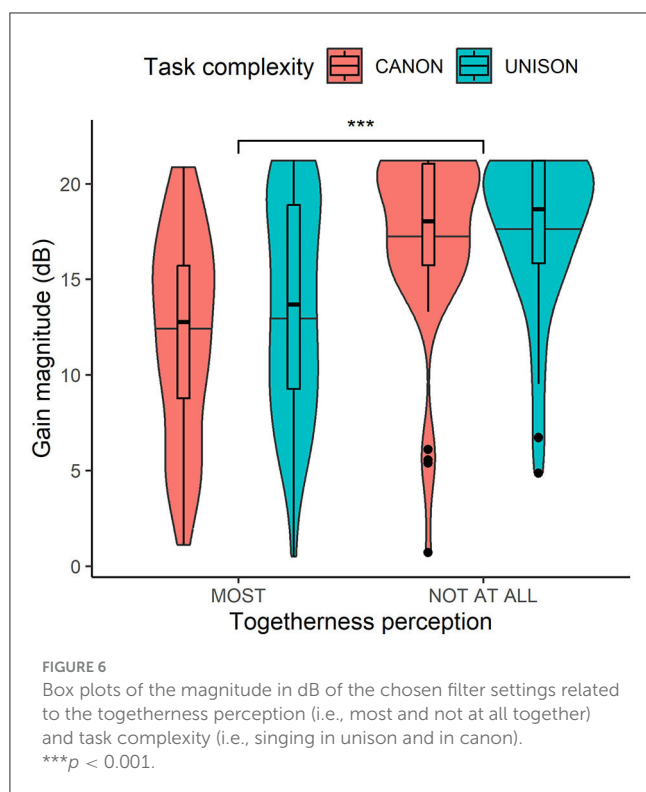 Task complexity CANON UNISON
***
20
15
10
5
0
Gain magnitude (dB)
MOST NOT AT ALL
Togetherness perception
FIGURE 6
Box plots of the magnitude in dB of the chosen filter settings related
to the togetherness perception (i.e., most and not at all together)
and task complexity (i.e., singing in unison and in canon).
***p < 0.001.